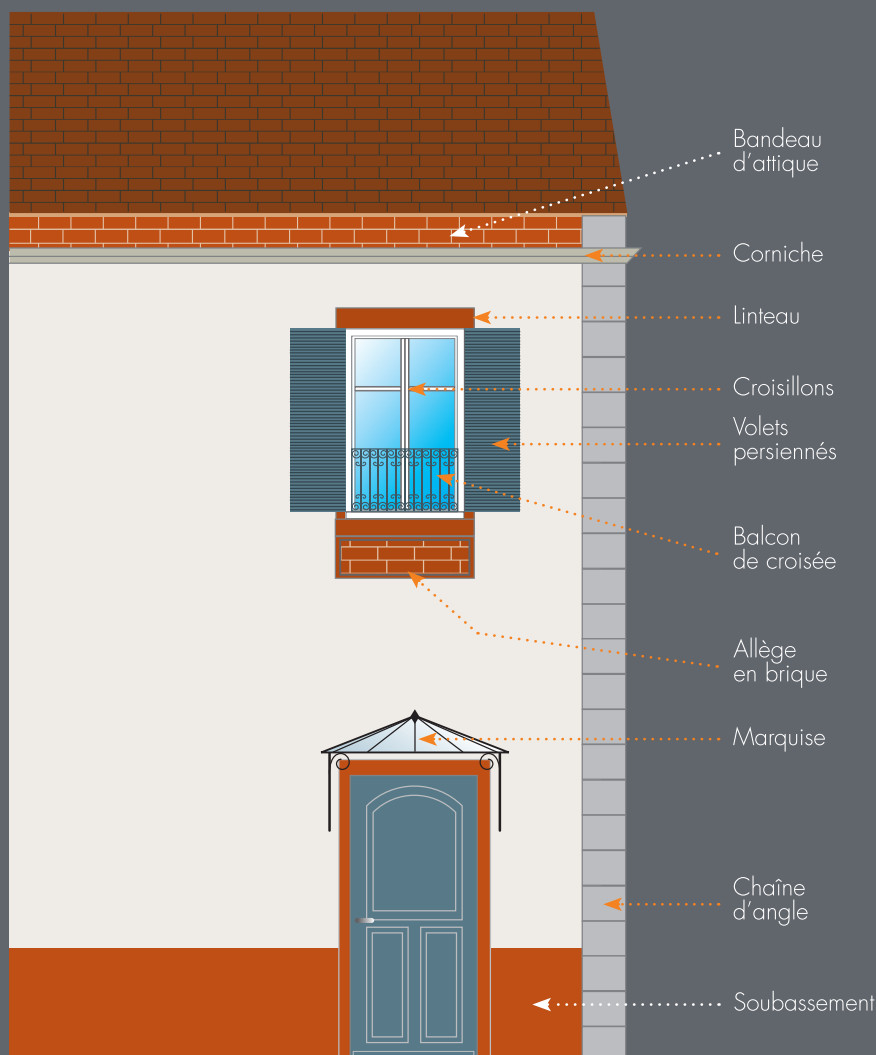 Bandeau
d’attique
Corniche
Linteau
Croisillons
Volets
persiennés
Balcon
de croisée
Allège
en brique
Marquise
Chaîne
d’angle
Soubassement